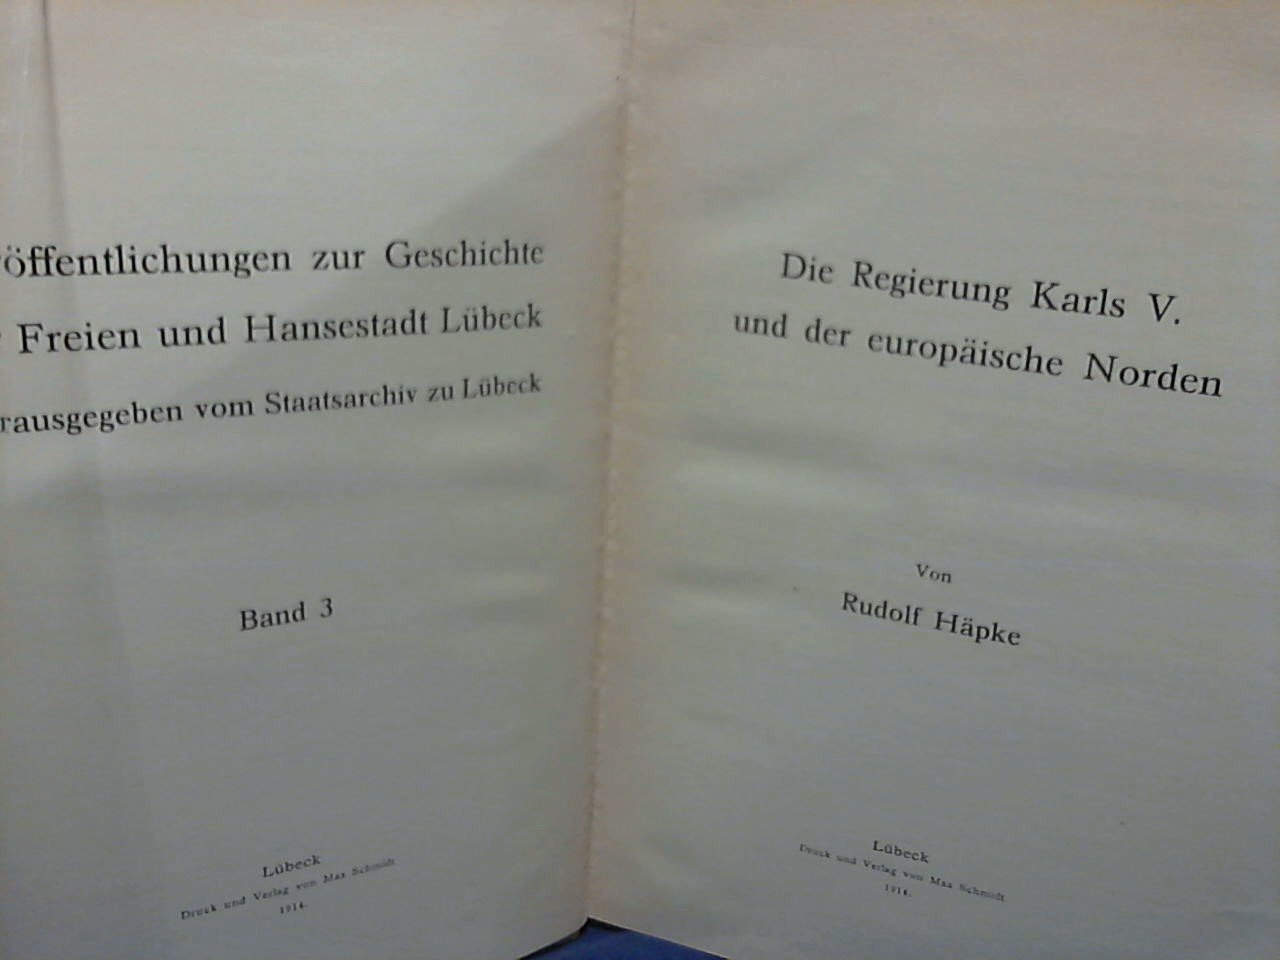 röffentlichungen zur Geschichte
r Freien und Hansestadt Lübeck
rausgegeben vom Staatsarchiv zu Lübeck
Band 3
Lübeck
Druck und Verlag von Max Schmidt
1914.
Die Regierung Karls V.
und der europäische Norden
Von
Rudolf Häpke
Lübeck
Druck und Verlag von Max Schmidt
1914.